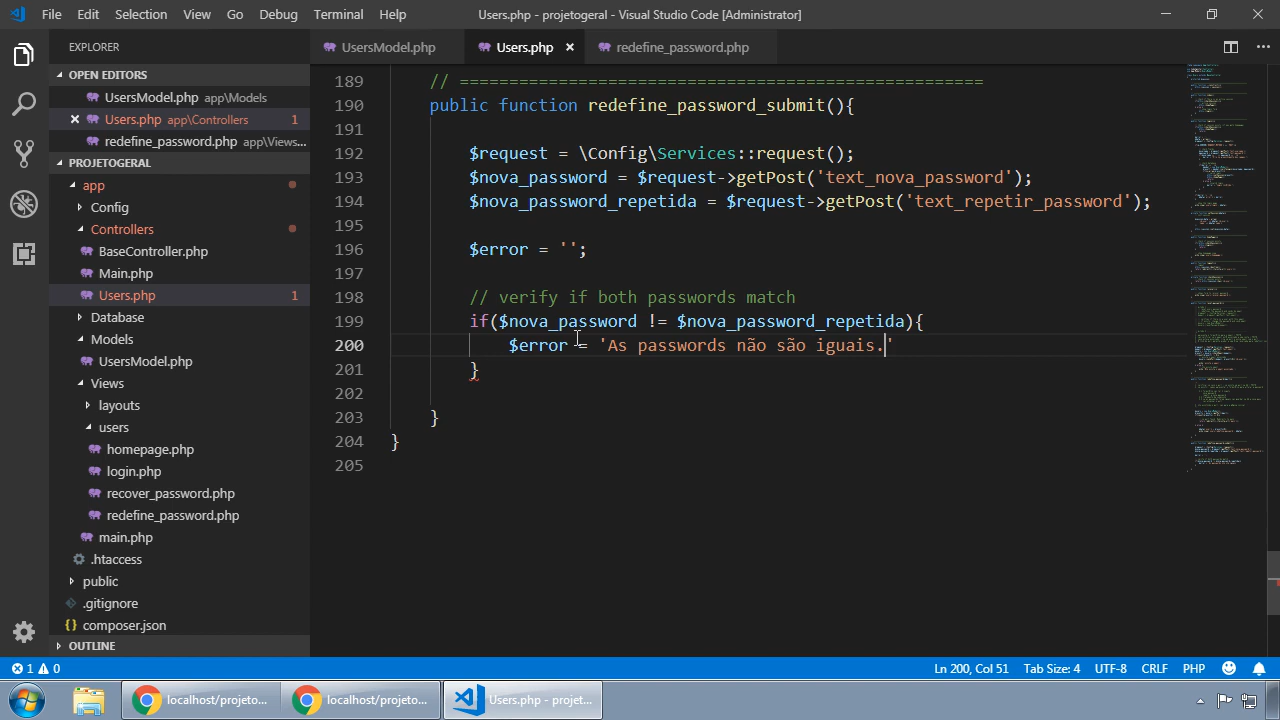 File Edit Selection View Go Debug Terminal Help Users.php - projetogeral - Visual Studio Code [Administrator]
EXPLORER
UsersModel.php Users.php × redefine_password.php
OPEN EDITORS
UsersModel.php app\Models
× Users.php app\Controllers 1
redefine_password.php app\Views...
PROJETOGERAL
app
Config
Controllers
BaseController.php
Main.php
Users.php 1
Database
Models
UsersModel.php
Views
layouts
users
homepage.php
login.php
recover_password.php
redefine_password.php
main.php
.htaccess
public
.gitignore
composer.json
OUTLINE
189 // =====================================================
190 public function redefine_password_submit(){
191
192 $request = \Config\Services::request();
193 $nova_password = $request->getPost('text_nova_pasword');
194 $nova_password_repetida = $request->getPost('text_repetir_password');
195
196 $error = '';
197
198 // verify if both passwords match
199 if($nova_password != $nova_password_repetida){
200 $error = 'As passwords não são iguais.'
201 }
202
203 }
204 }
205
1 0 Ln 200, Col 51 Tab Size: 4 UTF-8 CRLF PHP
localhost/projeto... localhost/projeto... Users.php - projet...